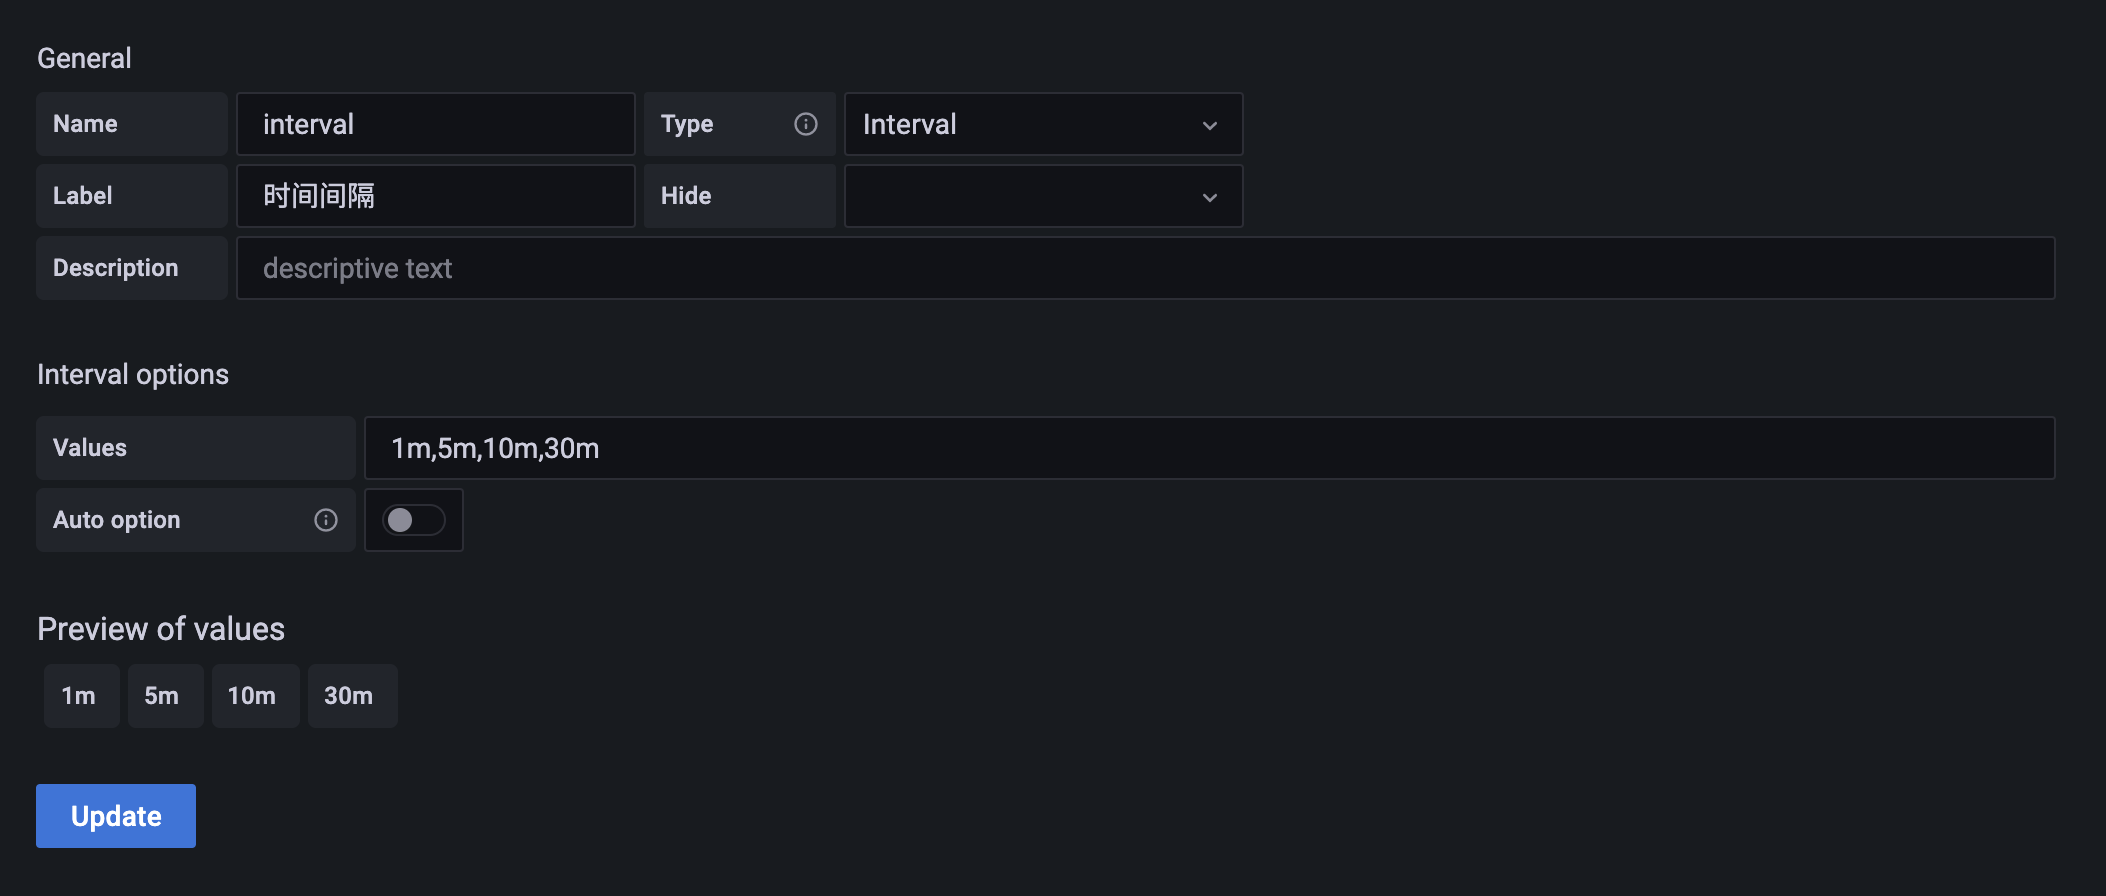 General
Name interval Type Interval
Label 时间间隔 Hide
Description descriptive text
Interval options
Values 1m,5m,10m,30m
Auto option
Preview of values
1m 5m 10m 30m
Update